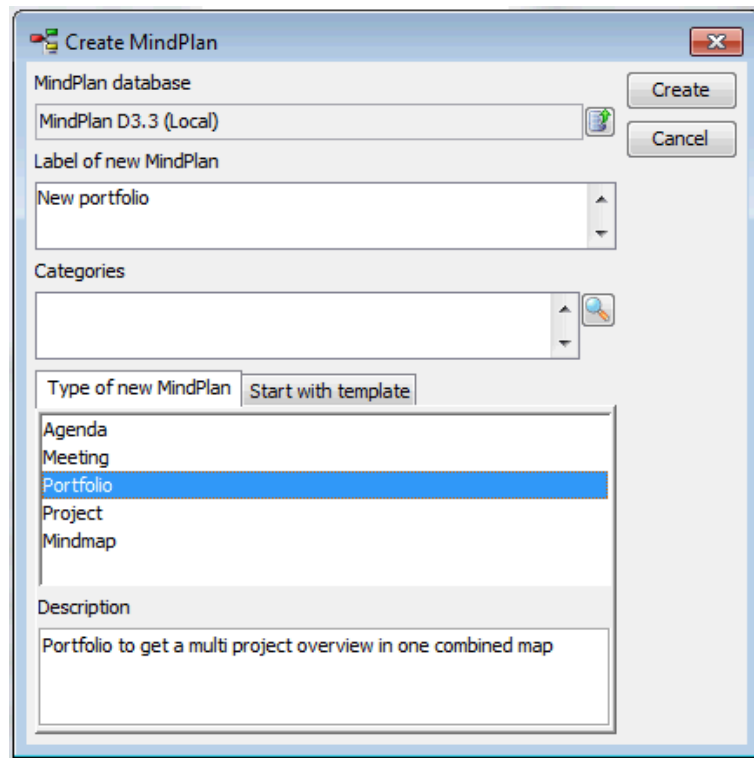 Create MindPlan
MindPlan database
Create
MindPlan D3.3 (Local)
Cancel
Label of new MindPlan
New portfolio
Categories
Type of new MindPlan
Start with template
Agenda
Meeting
Portfolio
Project
Mindmap
Description
Portfolio to get a multi project overview in one combined map